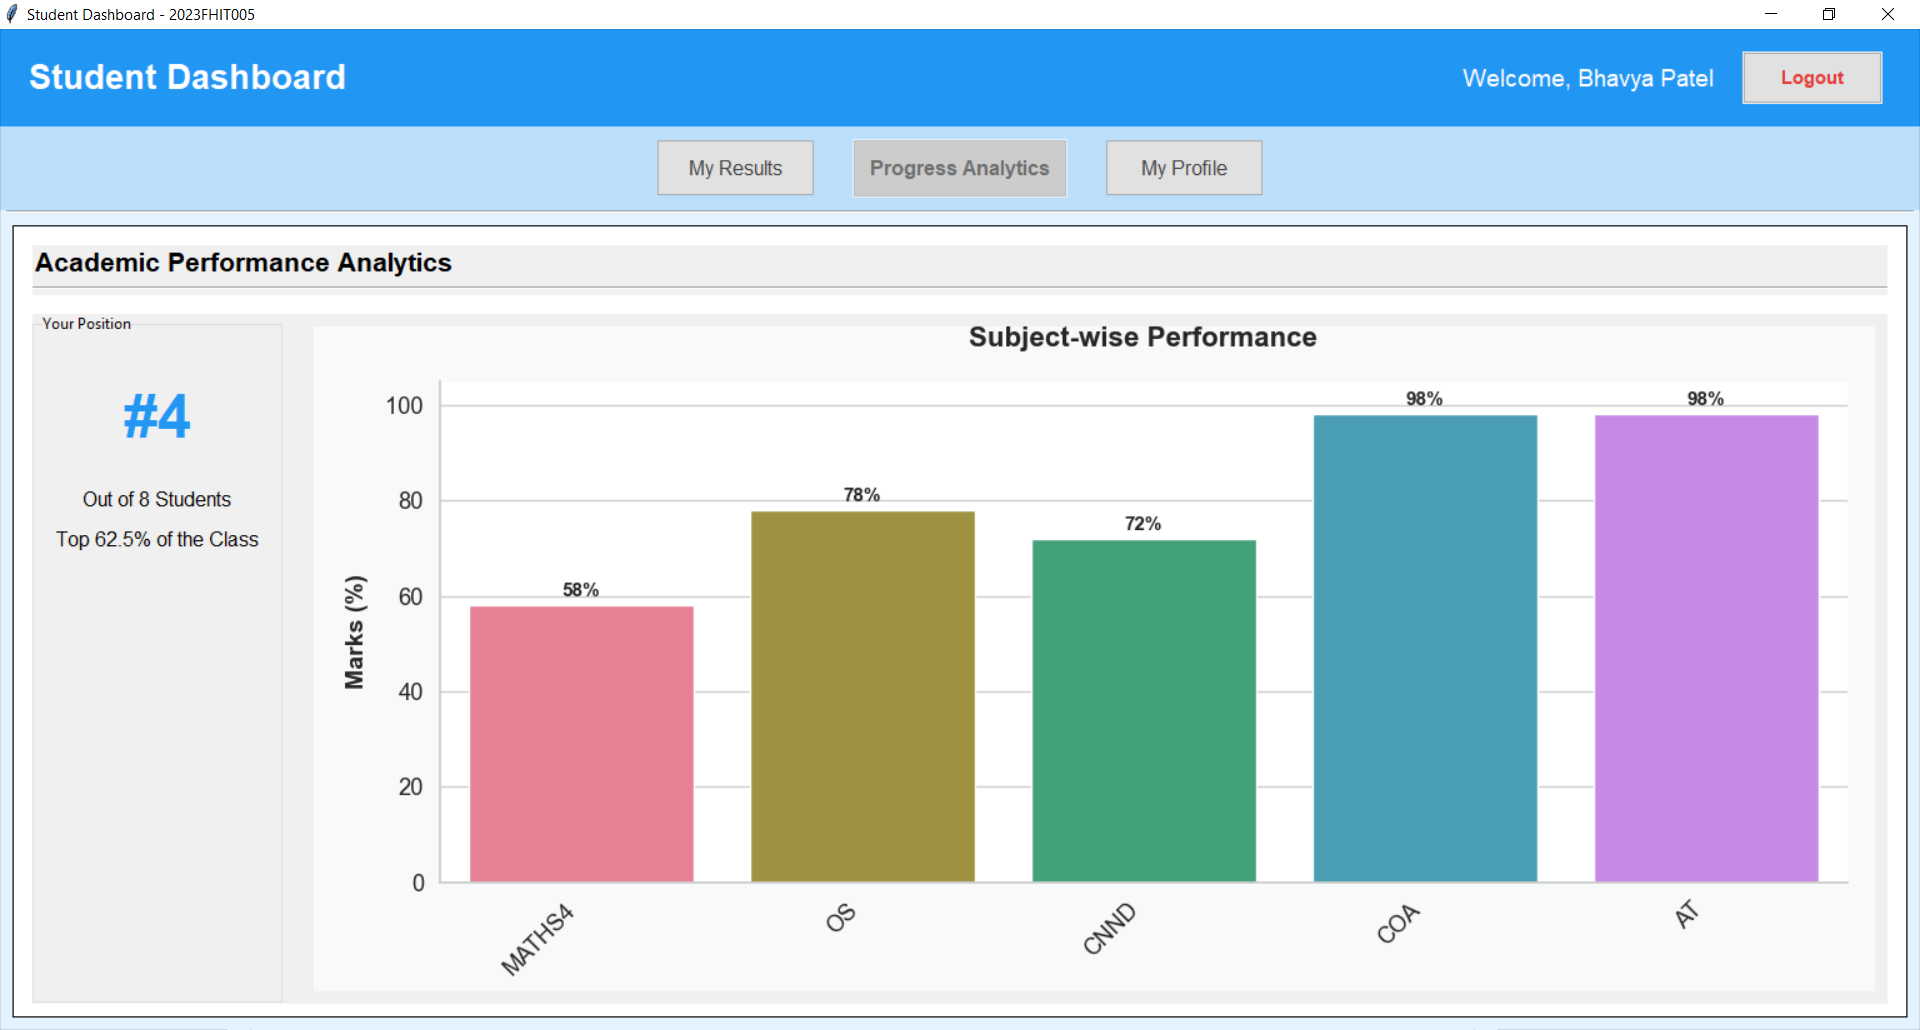 Student Dashboard - 2023FHIT005
Student Dashboard
Welcome, Bhavya Patel
Logout
My Results
Progress Analytics
My Profile
Academic Performance Analytics
Your Position
#4
Out of 8 Students
Top 62.5% of the Class
Subject-wise Performance
Marks (%)
100
80
60
40
20
0
58%
78%
72%
98%
98%
MATHS4
OS
CNND
COA
AT